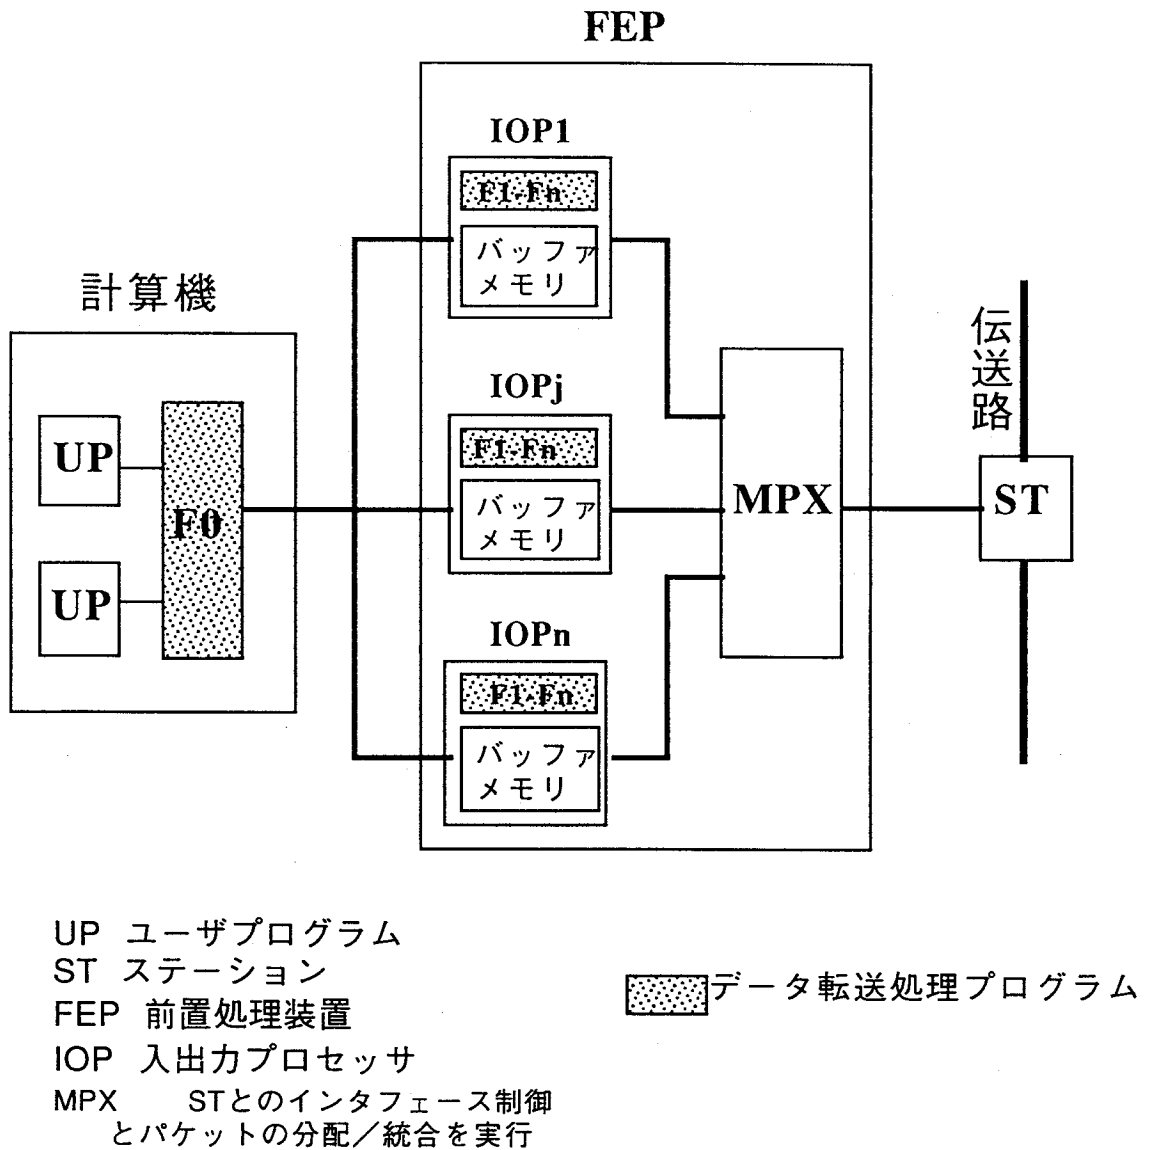 FEP
IOP1
F1-Fn
バッファ
メモリ
計算機
UP
F0
UP
IOPj
F1-Fn
バッファ
メモリ
MPX
IOPn
F1-Fn
バッファ
メモリ
伝送路
ST
UP ユーザプログラム
ST ステーション
FEP 前置処理装置
IOP 入出力プロセッサ
MPX STとのインタフェース制御
とパケットの分配／統合を実行
データ転送処理プログラム